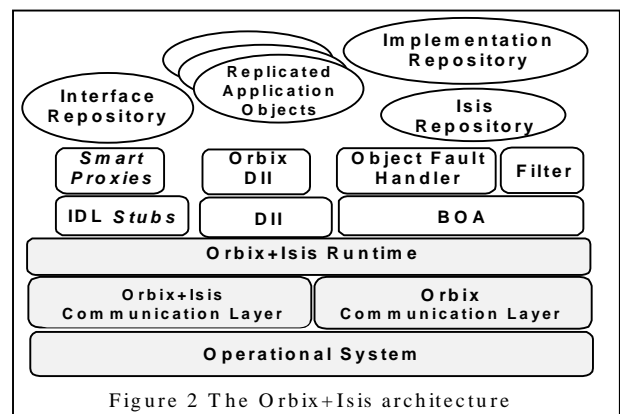 Implementation
Repository
Replicated
Application
Objects
Interface
Repository
Isis
Repository
Smart
Proxies
Orbix
DII
Object Fault
Handler
Filter
IDL Stubs
DII
BOA
Orbix+Isis Runtime
Orbix+Isis
Communication Layer
Orbix
Communication Layer
Operational System
Figure 2 The Orbix+Isis architecture